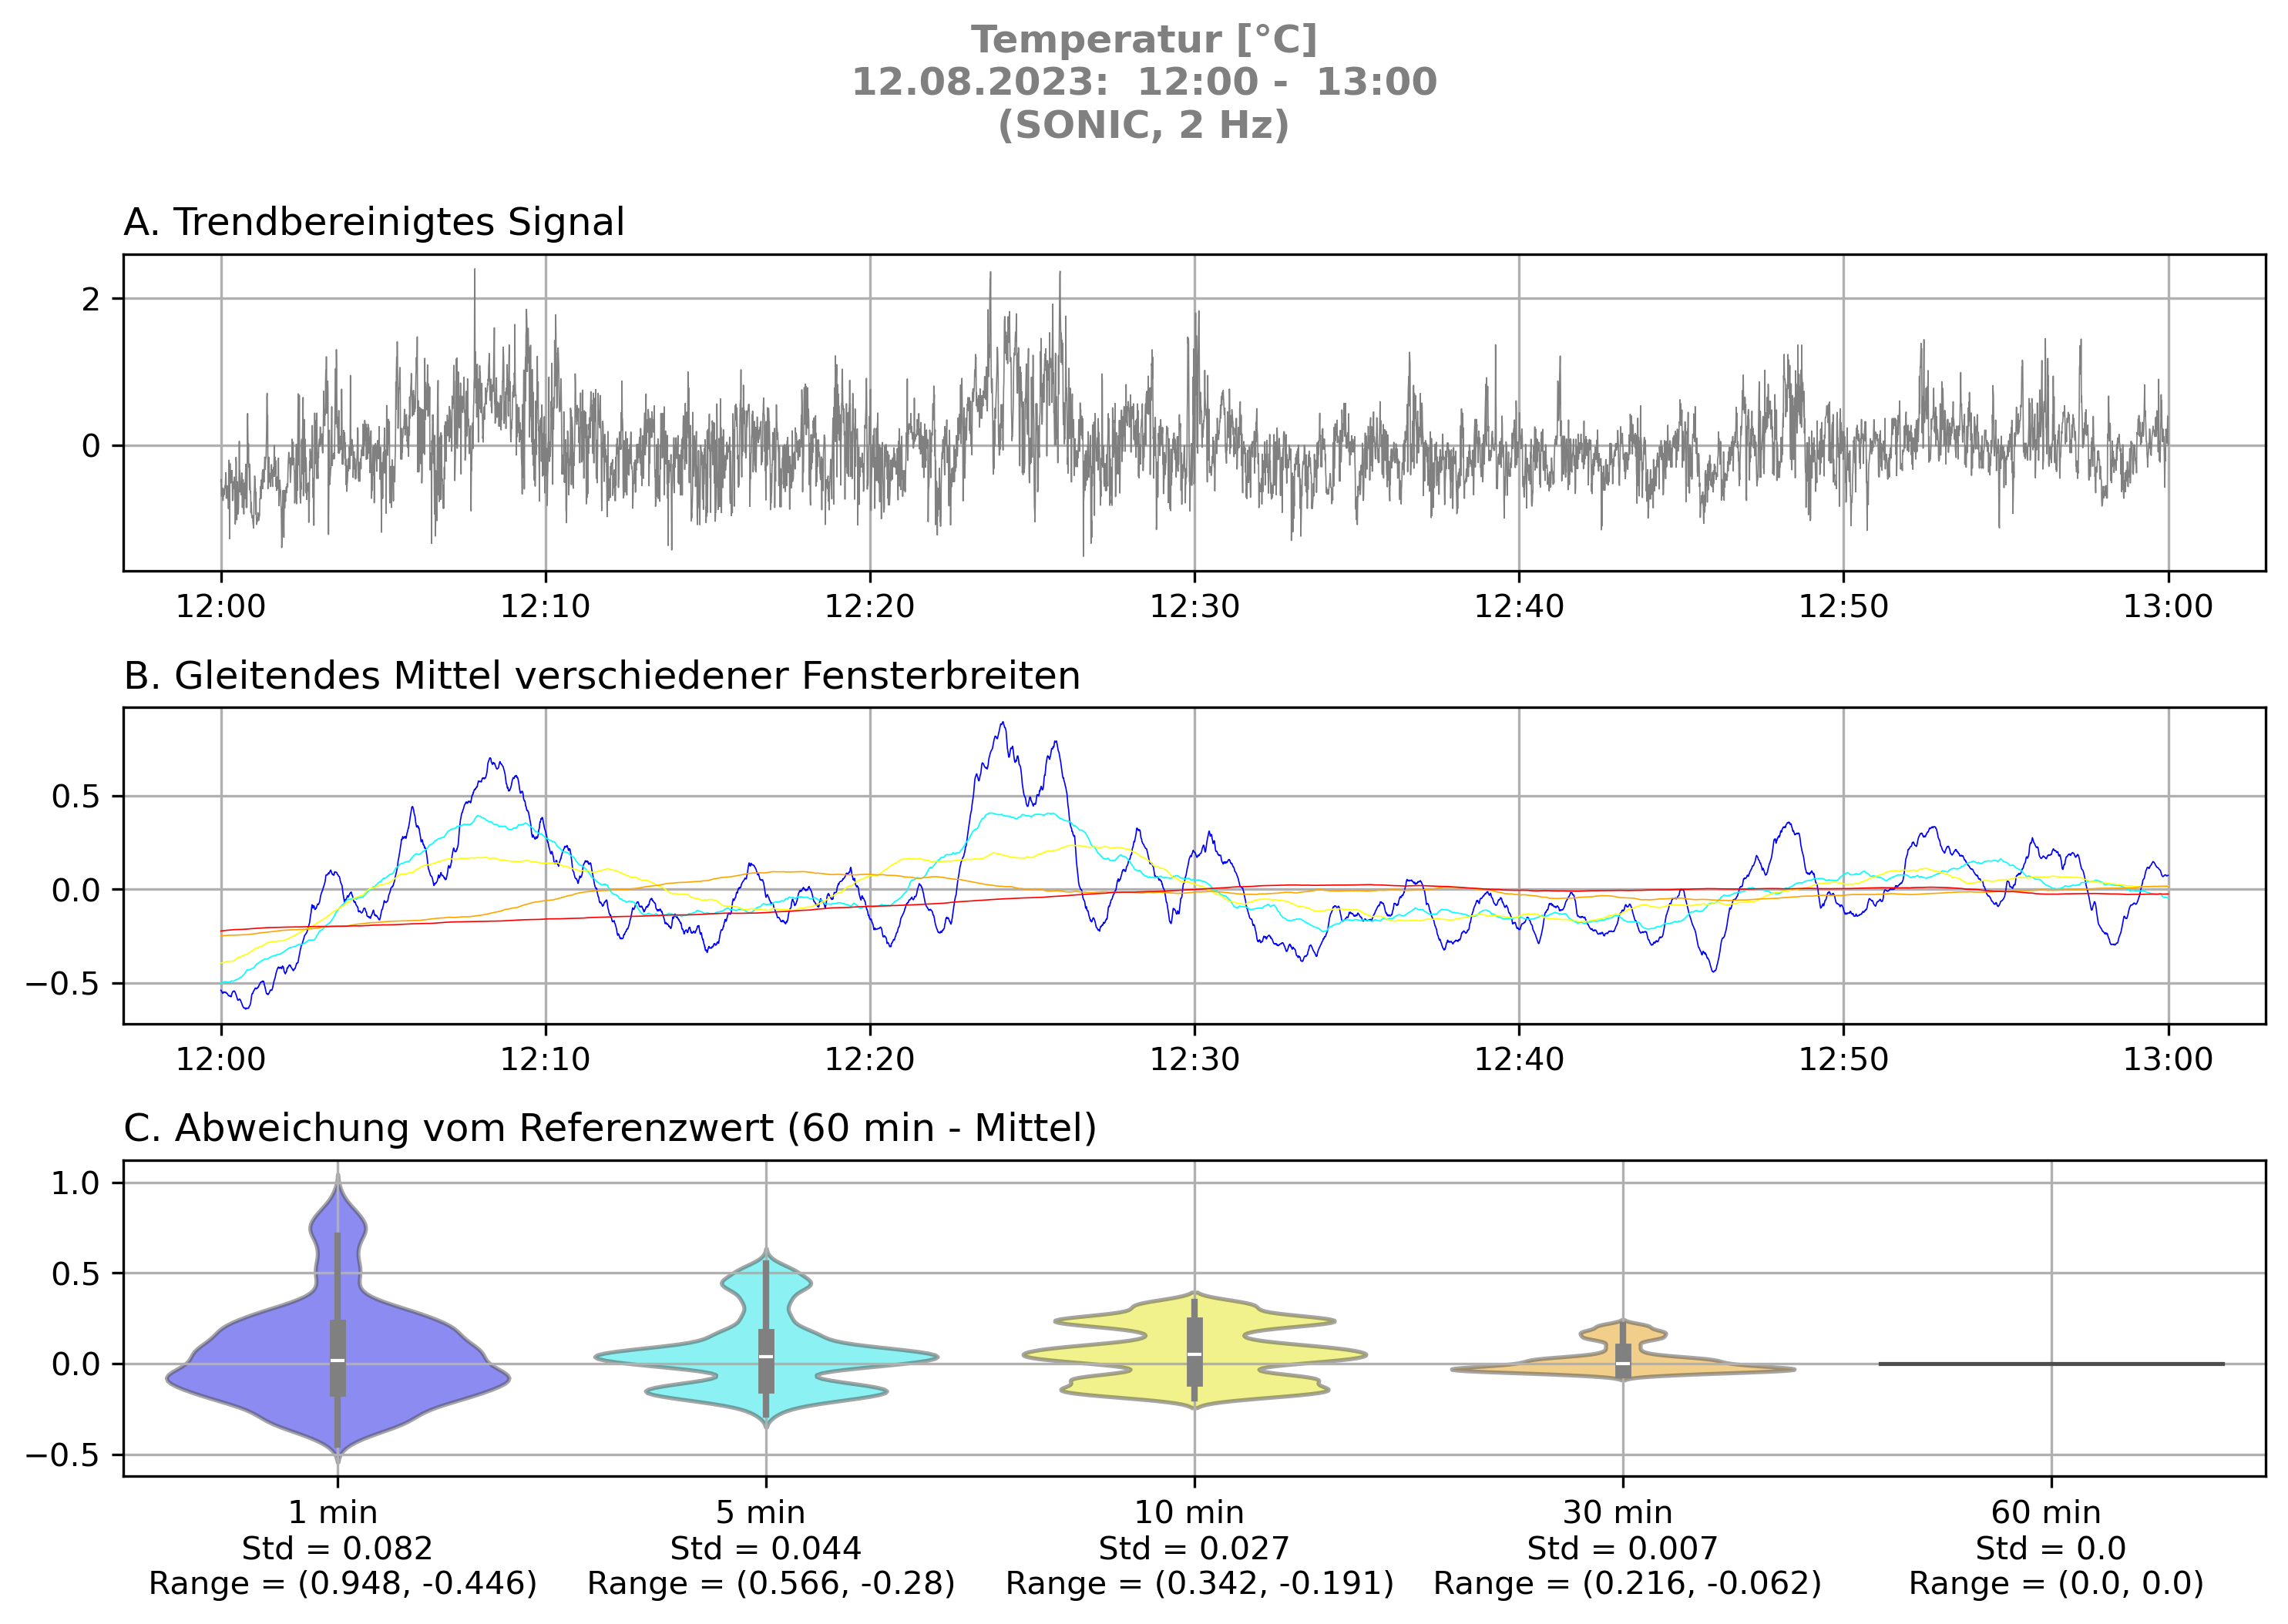 Temperatur [°C]
12.08.2023:  12:00 -  13:00
(SONIC, 2 Hz)
A. Trendbereinigtes Signal
2
0
12:00 12:10 12:20 12:30 12:40 12:50 13:00
B. Gleitendes Mittel verschiedener Fensterbreiten
0.5
0.0
−0.5
12:00 12:10 12:20 12:30 12:40 12:50 13:00
C. Abweichung vom Referenzwert (60 min - Mittel)
1.0
0.5
0.0
−0.5
1 min 5 min 10 min 30 min 60 min
Std = 0.082 Std = 0.044 Std = 0.027 Std = 0.007 Std = 0.0
Range = (0.948, -0.446) Range = (0.566, -0.28) Range = (0.342, -0.191) Range = (0.216, -0.062) Range = (0.0, 0.0)